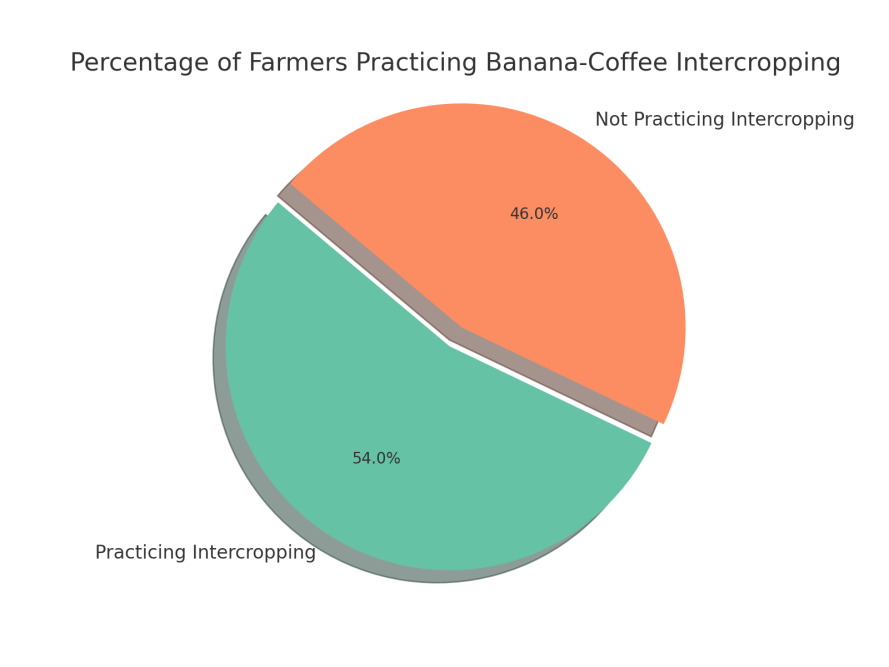 Percentage of Farmers Practicing Banana-Coffee Intercropping
Not Practicing Intercropping
46.0%
54.0%
Practicing Intercropping